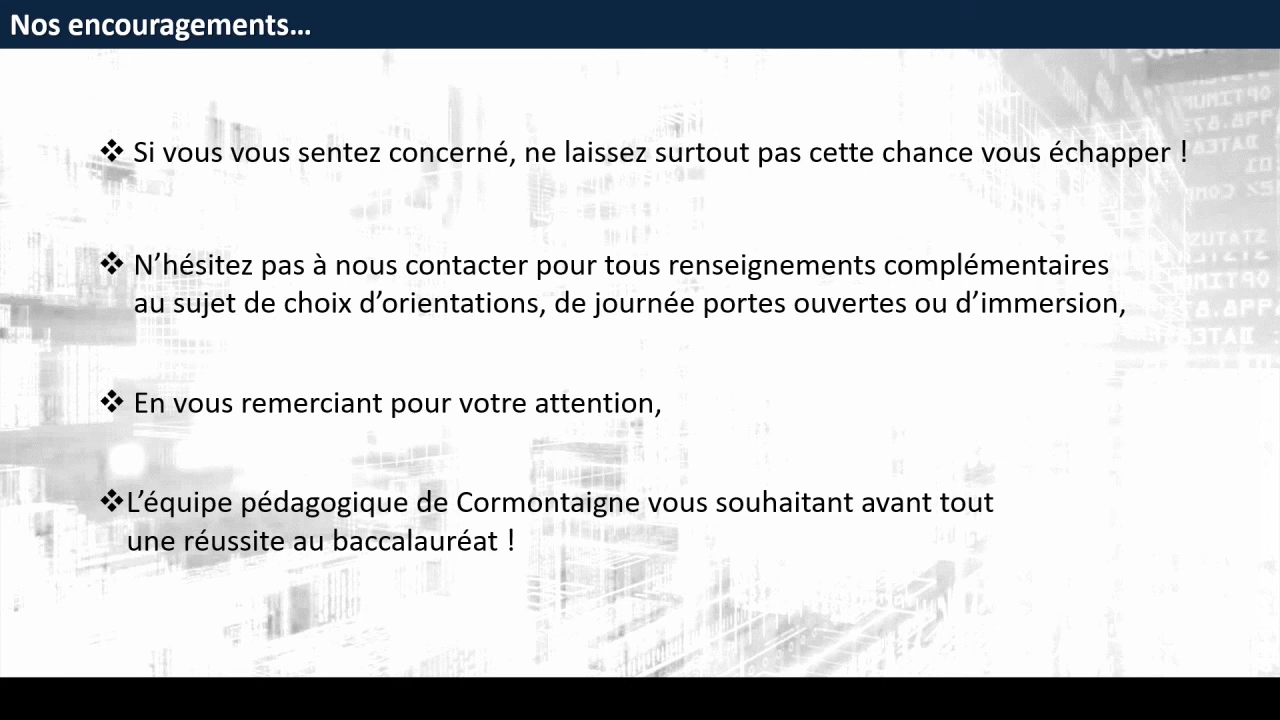 Nos encouragements...
❖ Si vous vous sentez concerné, ne laissez surtout pas cette chance vous échapper !
❖ N’hésitez pas à nous contacter pour tous renseignements complémentaires
au sujet de choix d’orientations, de journée portes ouvertes ou d’immersion,
❖ En vous remerciant pour votre attention,
❖L’équipe pédagogique de Cormontaigne vous souhaitant avant tout
une réussite au baccalauréat !